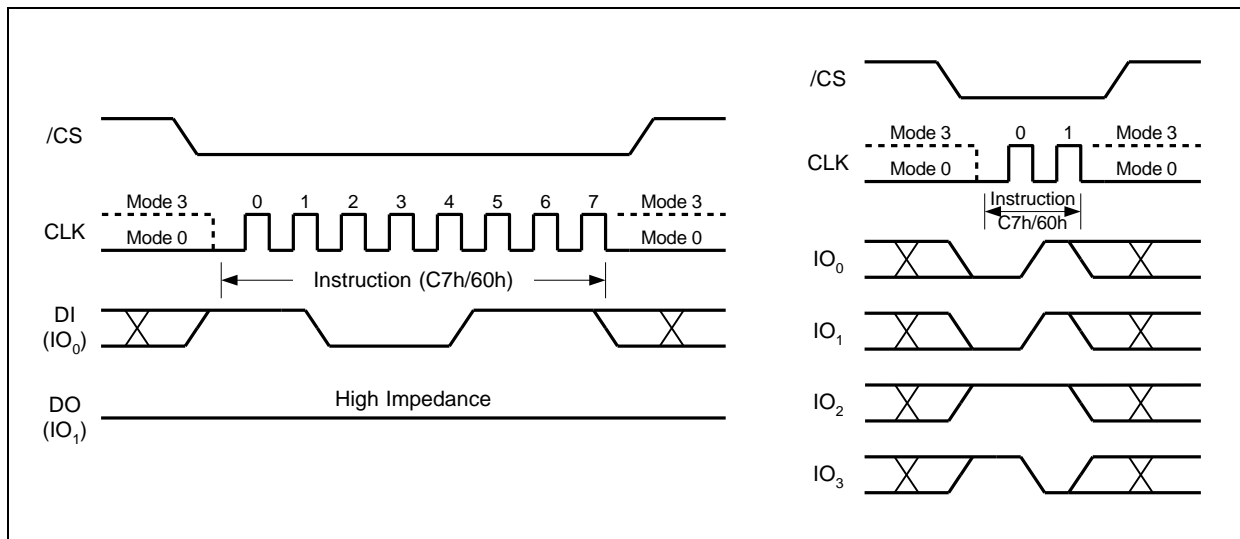 /CS
Mode 3 0 1 2 3 4 5 6 7 Mode 3
CLK Mode 0 Mode 0
Instruction (C7h/60h)
DI
(IO0)
DO High Impedance
(IO1)
/CS
Mode 3 0 1 Mode 3
CLK Mode 0 Mode 0
Instruction
C7h/60h
IO0
IO1
IO2
IO3